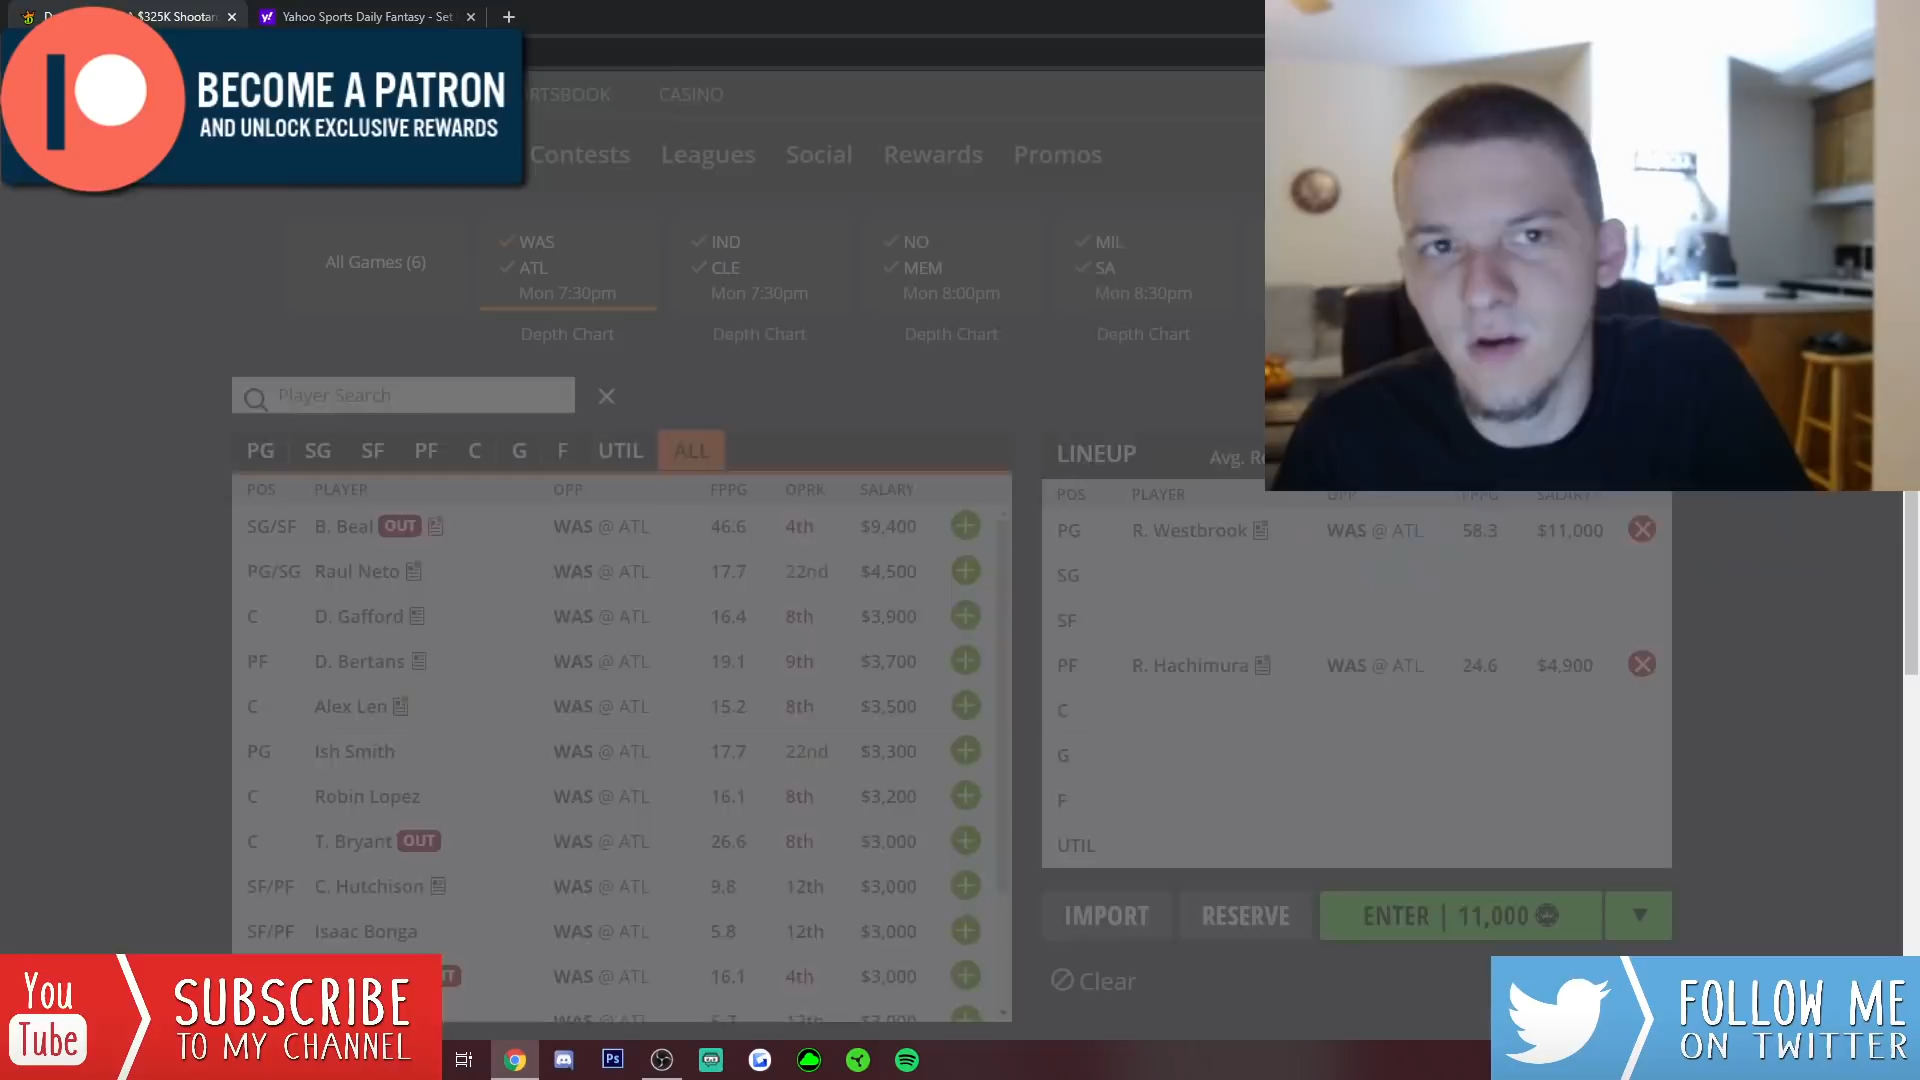 $325K Shootar
Yahoo Sports Daily Fantasy - Set
BECOME A PATRON
AND UNLOCK EXCLUSIVE REWARDS
CASINO
Contests Leagues Social Rewards Promos
All Games (6)
WAS
ATL
Mon 7:30pm
Depth Chart
IND
CLE
Mon 7:30pm
Depth Chart
NO
MEM
Mon 8:00pm
Depth Chart
MIL
SA
Mon 8:30pm
Depth Chart
Player Search
PG SG SF PF C G F UTIL ALL
POS PLAYER OPP FPPG OPRK SALARY
SG/SF B. Beal OUT WAS @ ATL 46.6 4th $9,400
PG/SG Raul Neto WAS @ ATL 17.7 22nd $4,500
C D. Gafford WAS @ ATL 16.4 8th $3,900
PF D. Bertans WAS @ ATL 19.1 9th $3,700
C Alex Len WAS @ ATL 15.2 8th $3,500
PG Ish Smith WAS @ ATL 17.7 22nd $3,300
C Robin Lopez WAS @ ATL 16.1 8th $3,200
C T. Bryant OUT WAS @ ATL 26.6 8th $3,000
SF/PF C. Hutchison WAS @ ATL 9.8 12th $3,000
SF/PF Isaac Bonga WAS @ ATL 5.8 12th $3,000
WAS @ ATL 16.1 4th $3,000
LINEUP Avg.
POS PLAYER OPP FPPG SALARY
PG R. Westbrook WAS @ ATL 58.3 $11,000
SG
SF
PF R. Hachimura WAS @ ATL 24.6 $4,900
C
G
F
UTIL
IMPORT RESERVE ENTER | 11,000
Clear
You
Tube
SUBSCRIBE
TO MY CHANNEL
Ps
FOLLOW ME
ON TWITTER